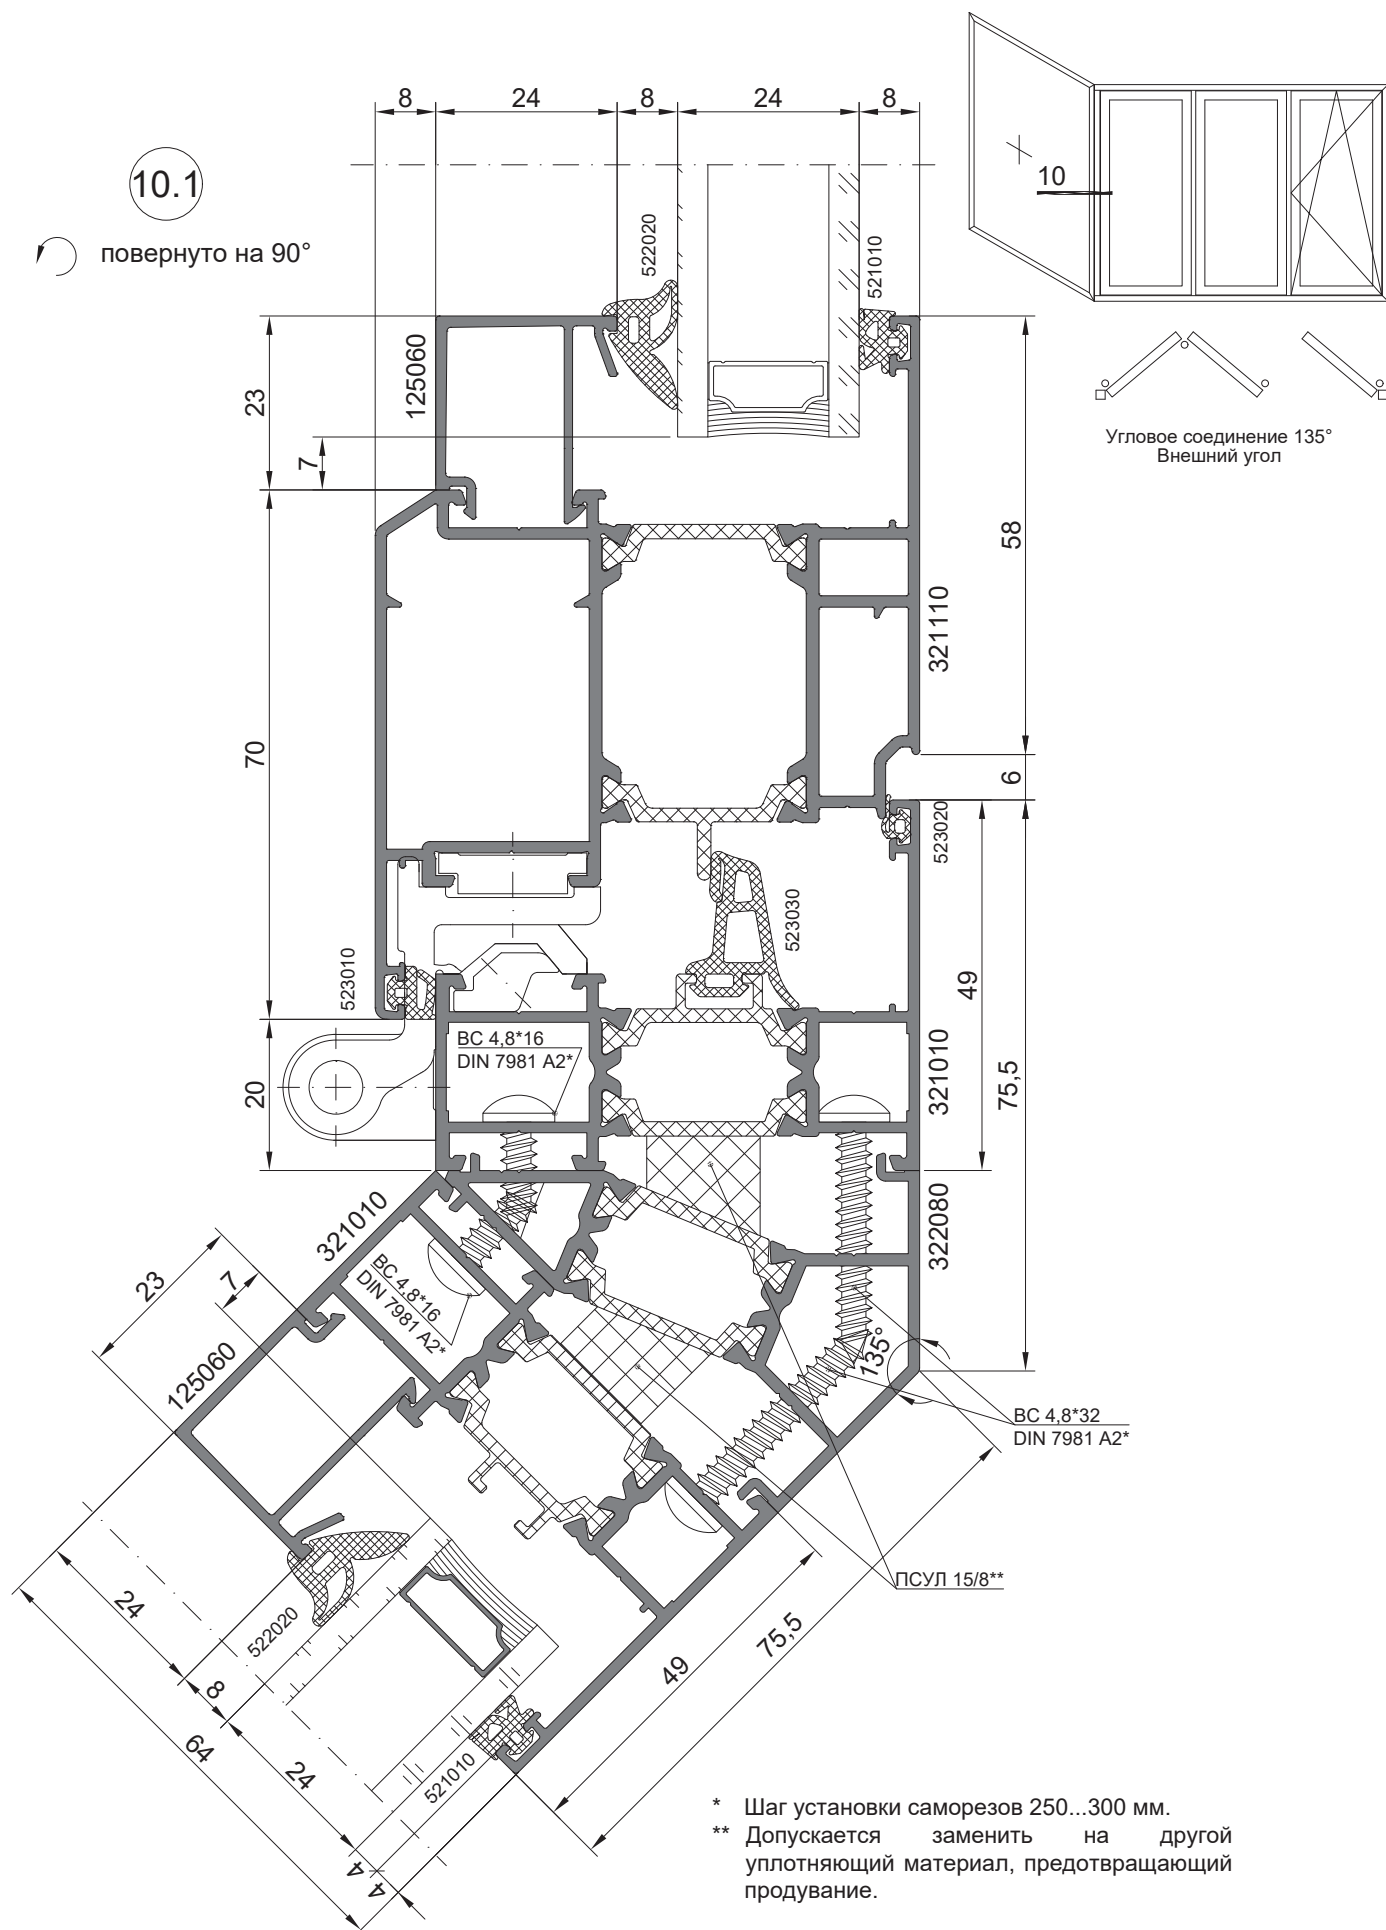 8
24
8
24
8
10.1
повернуто на 90°
10
522020
521010
125060
23
7
Угловое соединение 135°
Внешний угол
58
321110
70
6
523020
523030
523010
49
BC 4,8*16
DIN 7981 A2*
20
321010
75,5
321010
322080
23
7
BC 4,8*16
DIN 7981 A2*
125060
135°
BC 4,8*32
DIN 7981 A2*
ПСУЛ 15/8**
24
522020
8
64
24
521010
4
4
49
75,5
* Шаг установки саморезов 250...300 мм.
** Допускается заменить на другой
уплотняющий материал, предотвращающий
продувание.